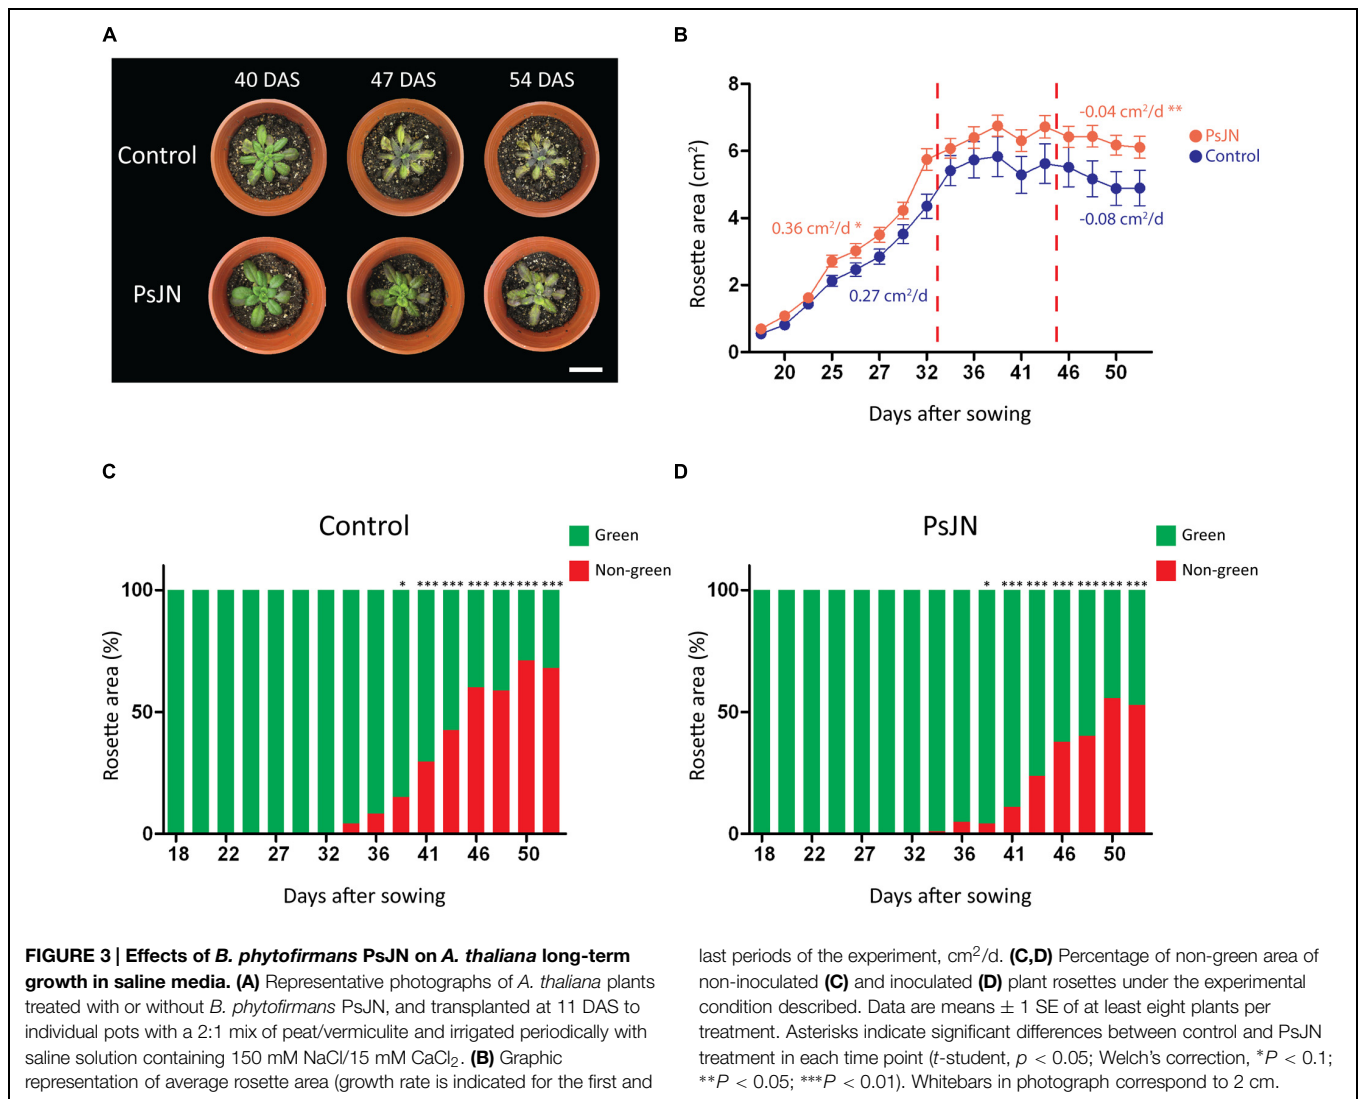 A
40 DAS 47 DAS 54 DAS
Control
PsJN
B
8
6
4
2
0
Rosette area (cm²)
0.36 cm²/d *
0.27 cm²/d
-0.04 cm²/d **
-0.08 cm²/d
PsJN
Control
20 25 27 32 36 41 46 50
Days after sowing
C
Control
Green
Non-green
* *** *** *** *** *** ***
100
50
0
Rosette area (%)
18 22 27 32 36 41 46 50
Days after sowing
D
PsJN
Green
Non-green
* *** *** *** *** *** ***
100
50
0
Rosette area (%)
18 22 27 32 36 41 46 50
Days after sowing
FIGURE 3 | Effects of B. phytofirmans PsJN on A. thaliana long-term
growth in saline media. (A) Representative photographs of A. thaliana plants
treated with or without B. phytofirmans PsJN, and transplanted at 11 DAS to
individual pots with a 2:1 mix of peat/vermiculite and irrigated periodically with
saline solution containing 150 mM NaCl/15 mM CaCl₂. (B) Graphic
representation of average rosette area (growth rate is indicated for the first and
last periods of the experiment, cm²/d. (C,D) Percentage of non-green area of
non-inoculated (C) and inoculated (D) plant rosettes under the experimental
condition described. Data are means ± 1 SE of at least eight plants per
treatment. Asterisks indicate significant differences between control and PsJN
treatment in each time point (t-student, p < 0.05; Welch's correction, *P < 0.1;
**P < 0.05; ***P < 0.01). Whitebars in photograph correspond to 2 cm.